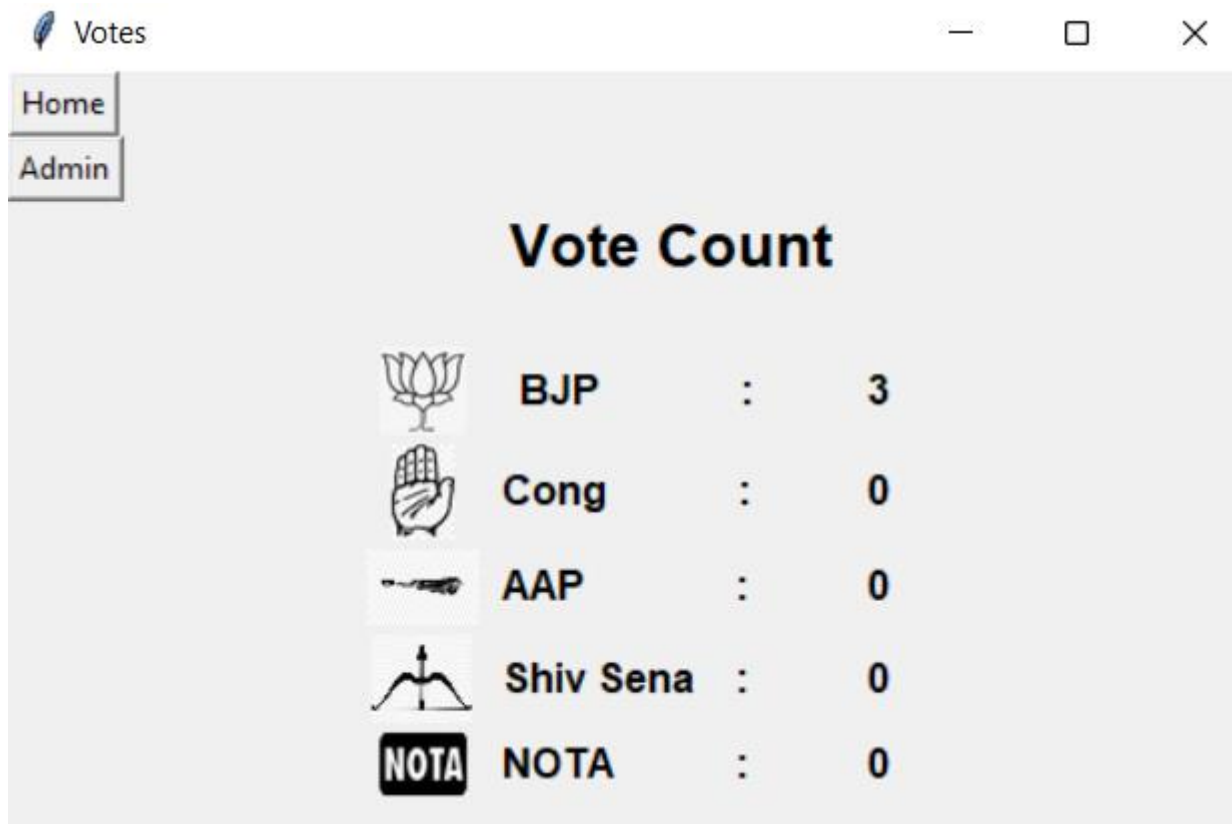 Votes
Home
Admin
Vote Count
BJP : 3
Cong : 0
AAP : 0
Shiv Sena : 0
NOTA NOTA : 0